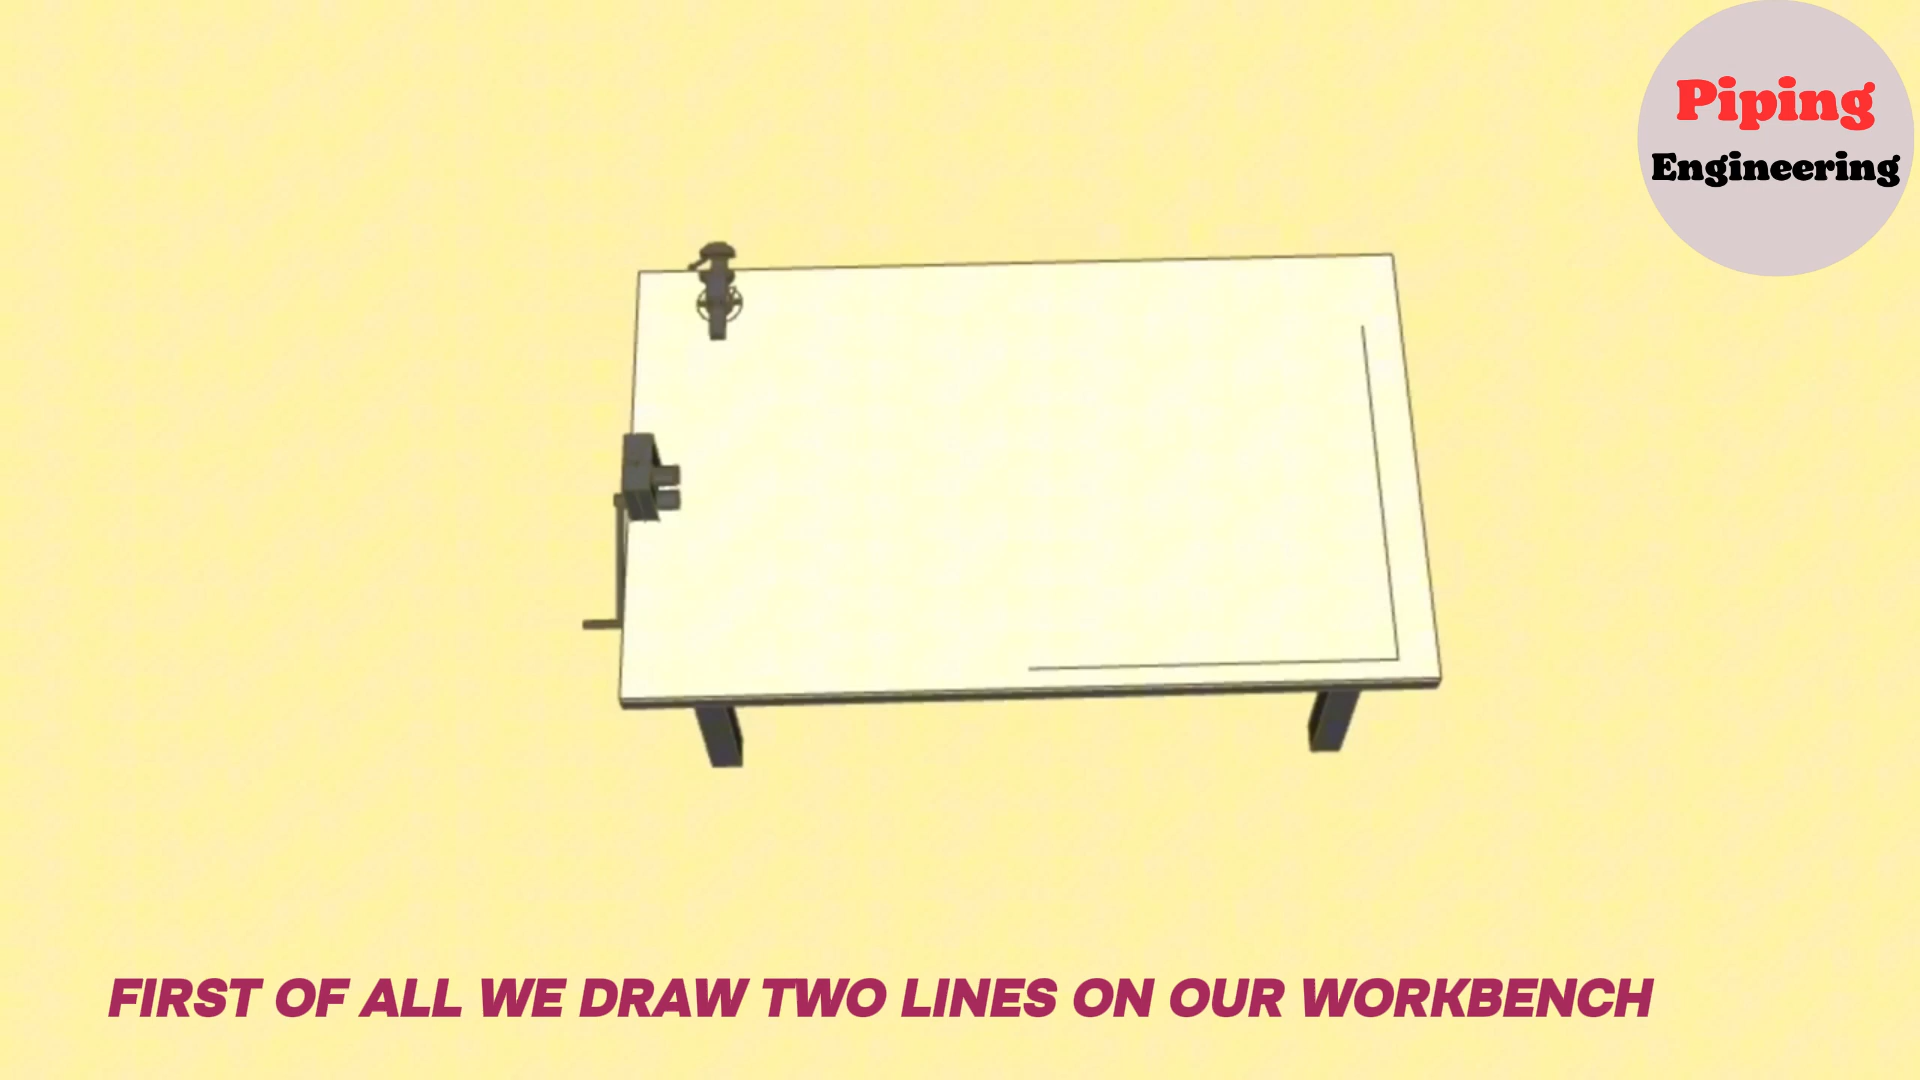 Piping
Engineering
FIRST OF ALL WE DRAW TWO LINES ON OUR WORKBENCH